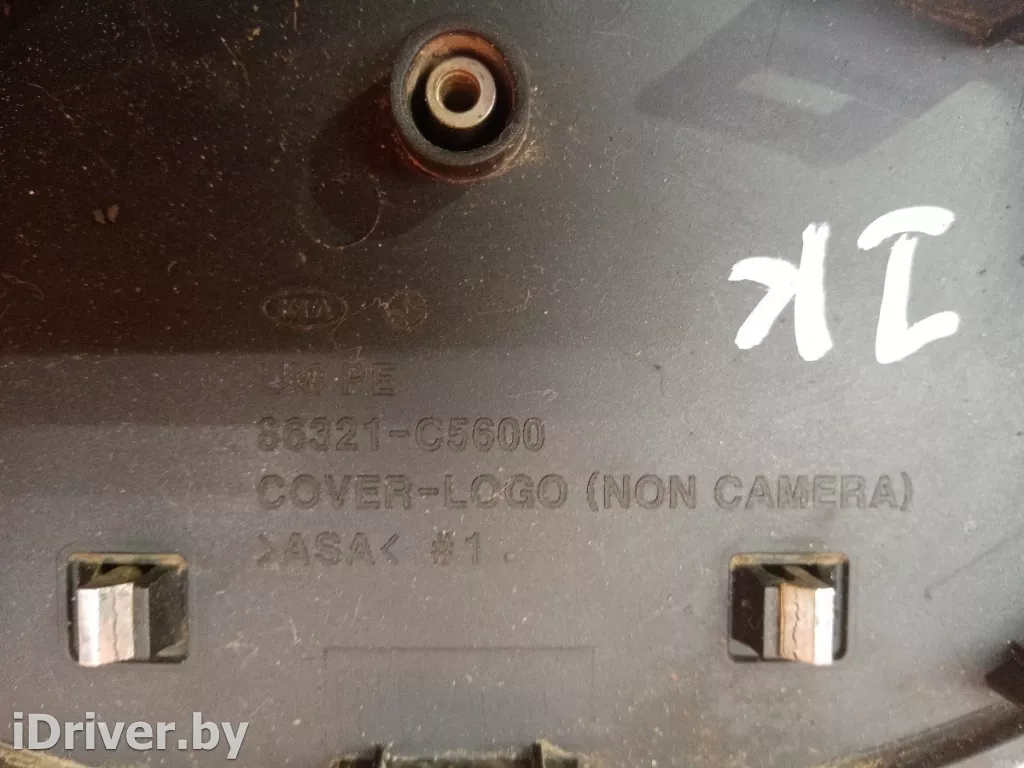 KIA
86321-C5600
COVER-LOGO (NON CAMERA)
>ASA< #1
iDriver.by